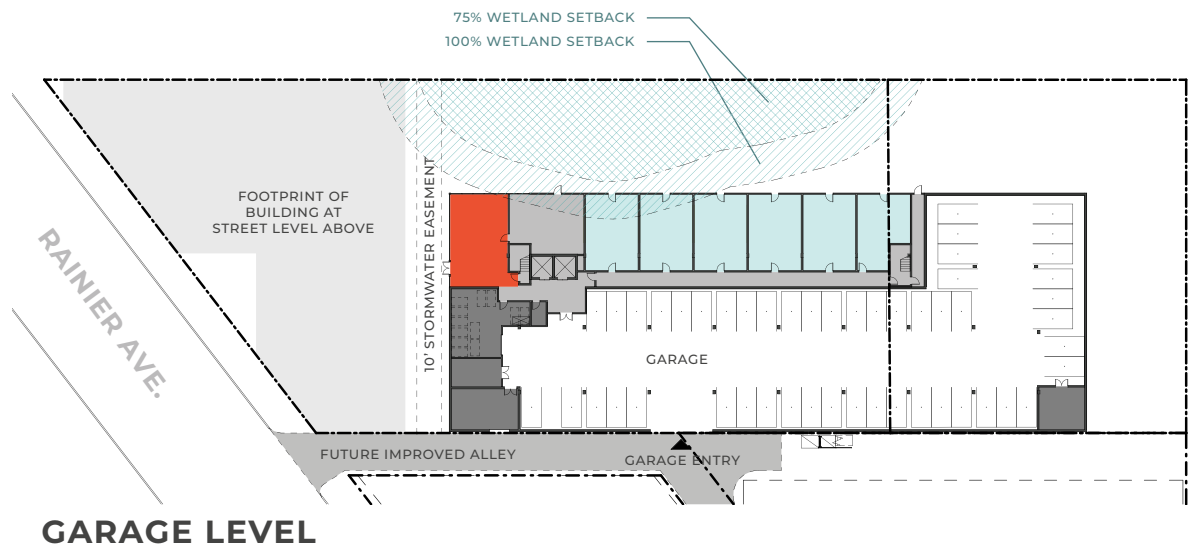 75% WETLAND SETBACK
100% WETLAND SETBACK
FOOTPRINT OF
BUILDING AT
STREET LEVEL ABOVE
10' STORMWATER EASEMENT
RAINIER AVE.
GARAGE
FUTURE IMPROVED ALLEY
GARAGE ENTRY
GARAGE LEVEL